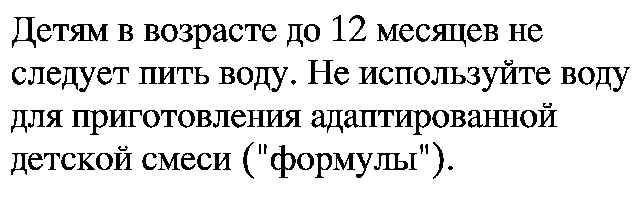 Детям в возрасте до 12 месяцев не
следует пить воду. Не используйте воду
для приготовления адаптированной
детской смеси ("формулы").